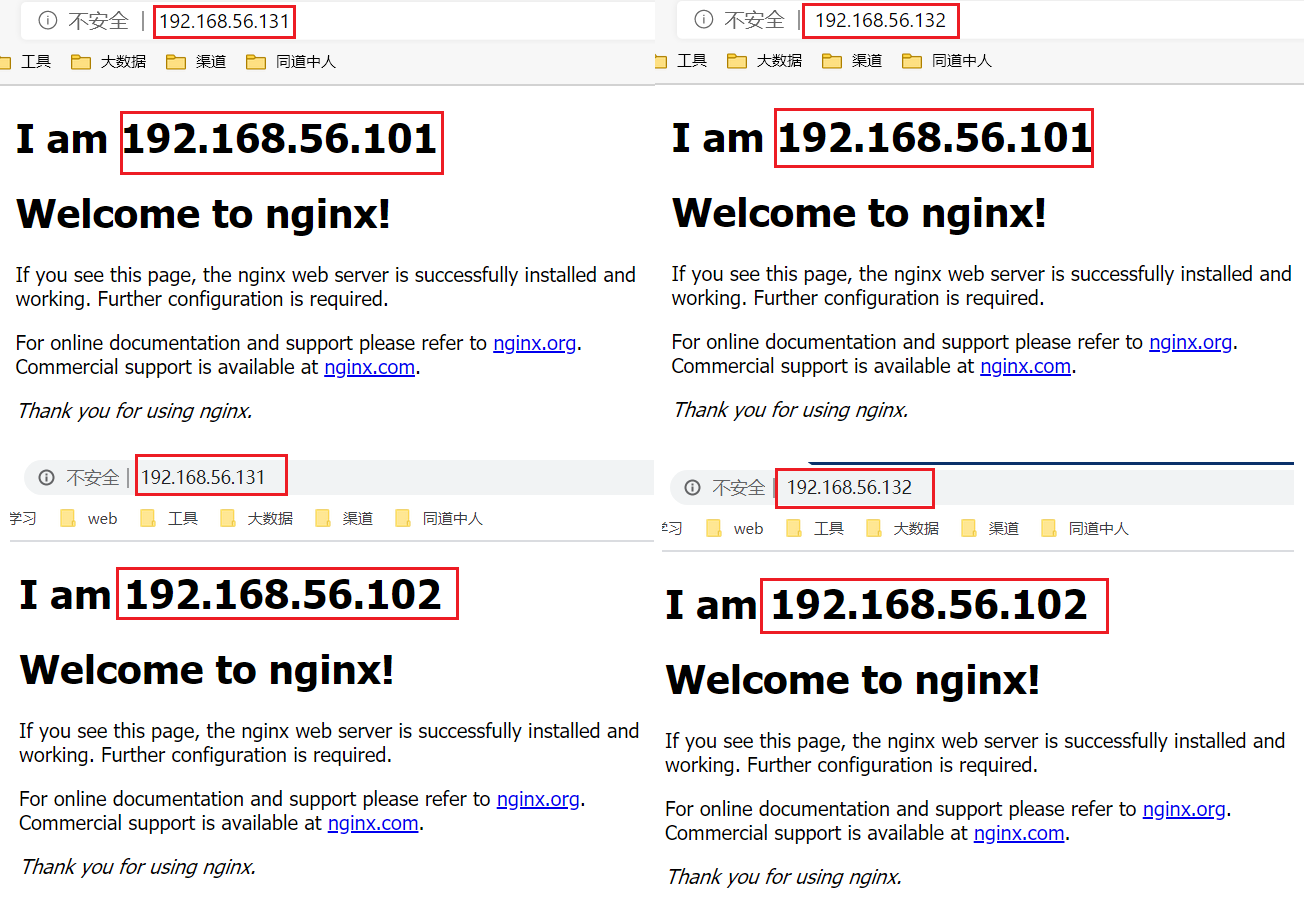 不安全 | 192.168.56.131
工具 大数据 渠道 同道中人
I am 192.168.56.101
Welcome to nginx!
If you see this page, the nginx web server is successfully installed and
working. Further configuration is required.
For online documentation and support please refer to nginx.org.
Commercial support is available at nginx.com.
Thank you for using nginx.
不安全 | 192.168.56.132
工具 大数据 渠道 同道中人
I am 192.168.56.101
Welcome to nginx!
If you see this page, the nginx web server is successfully installed and
working. Further configuration is required.
For online documentation and support please refer to nginx.org.
Commercial support is available at nginx.com.
Thank you for using nginx.
不安全 | 192.168.56.131
学习 web 工具 大数据 渠道 同道中人
I am 192.168.56.102
Welcome to nginx!
If you see this page, the nginx web server is successfully installed and
working. Further configuration is required.
For online documentation and support please refer to nginx.org.
Commercial support is available at nginx.com.
Thank you for using nginx.
不安全 | 192.168.56.132
学习 web 工具 大数据 渠道 同道中人
I am 192.168.56.102
Welcome to nginx!
If you see this page, the nginx web server is successfully installed and
working. Further configuration is required.
For online documentation and support please refer to nginx.org.
Commercial support is available at nginx.com.
Thank you for using nginx.